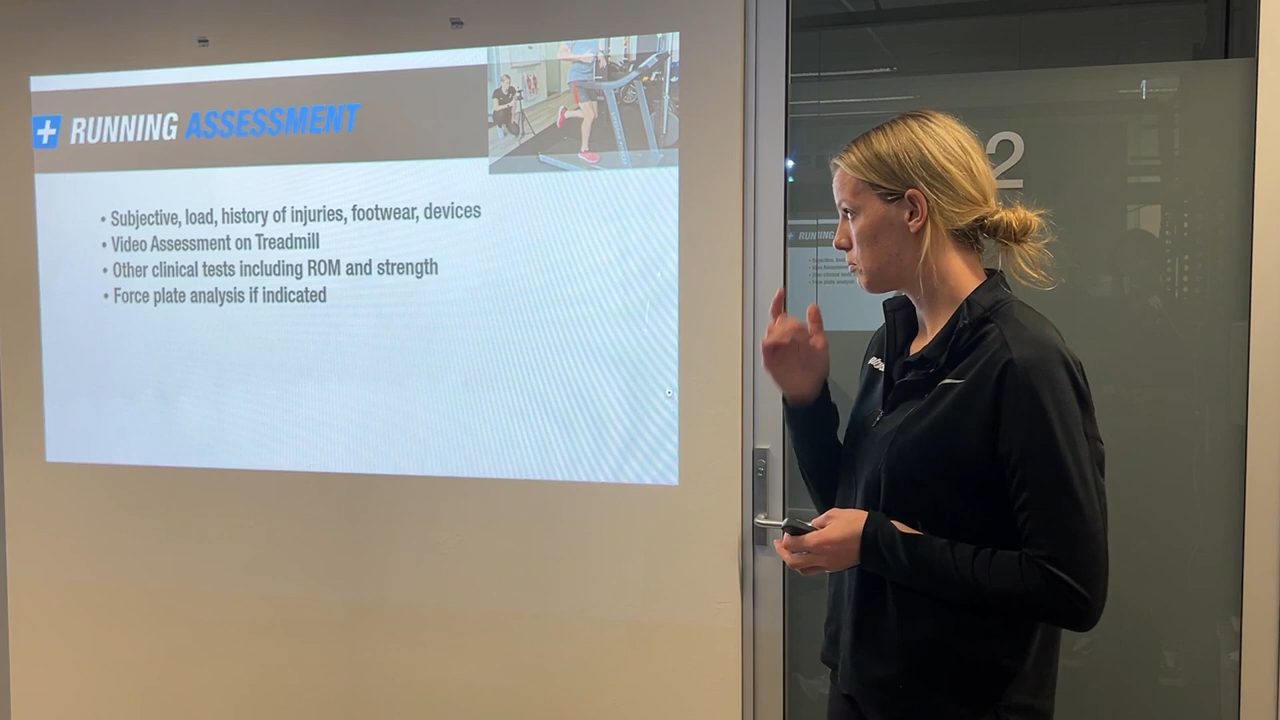 RUNNING ASSESSMENT
• Subjective, load, history of injuries, footwear, devices
• Video Assessment on Treadmill
• Other clinical tests including ROM and strength
• Force plate analysis if indicated
2